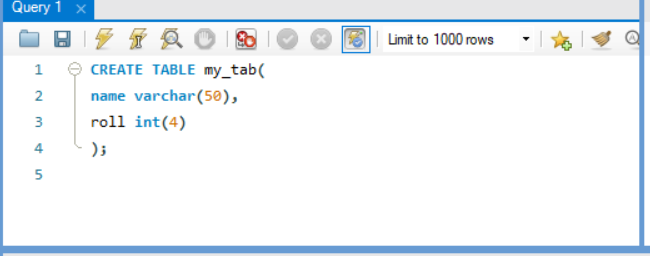 Query 1
Limit to 1000 rows
1 CREATE TABLE my_tab(
2 name varchar(50),
3 roll int(4)
4 );
5